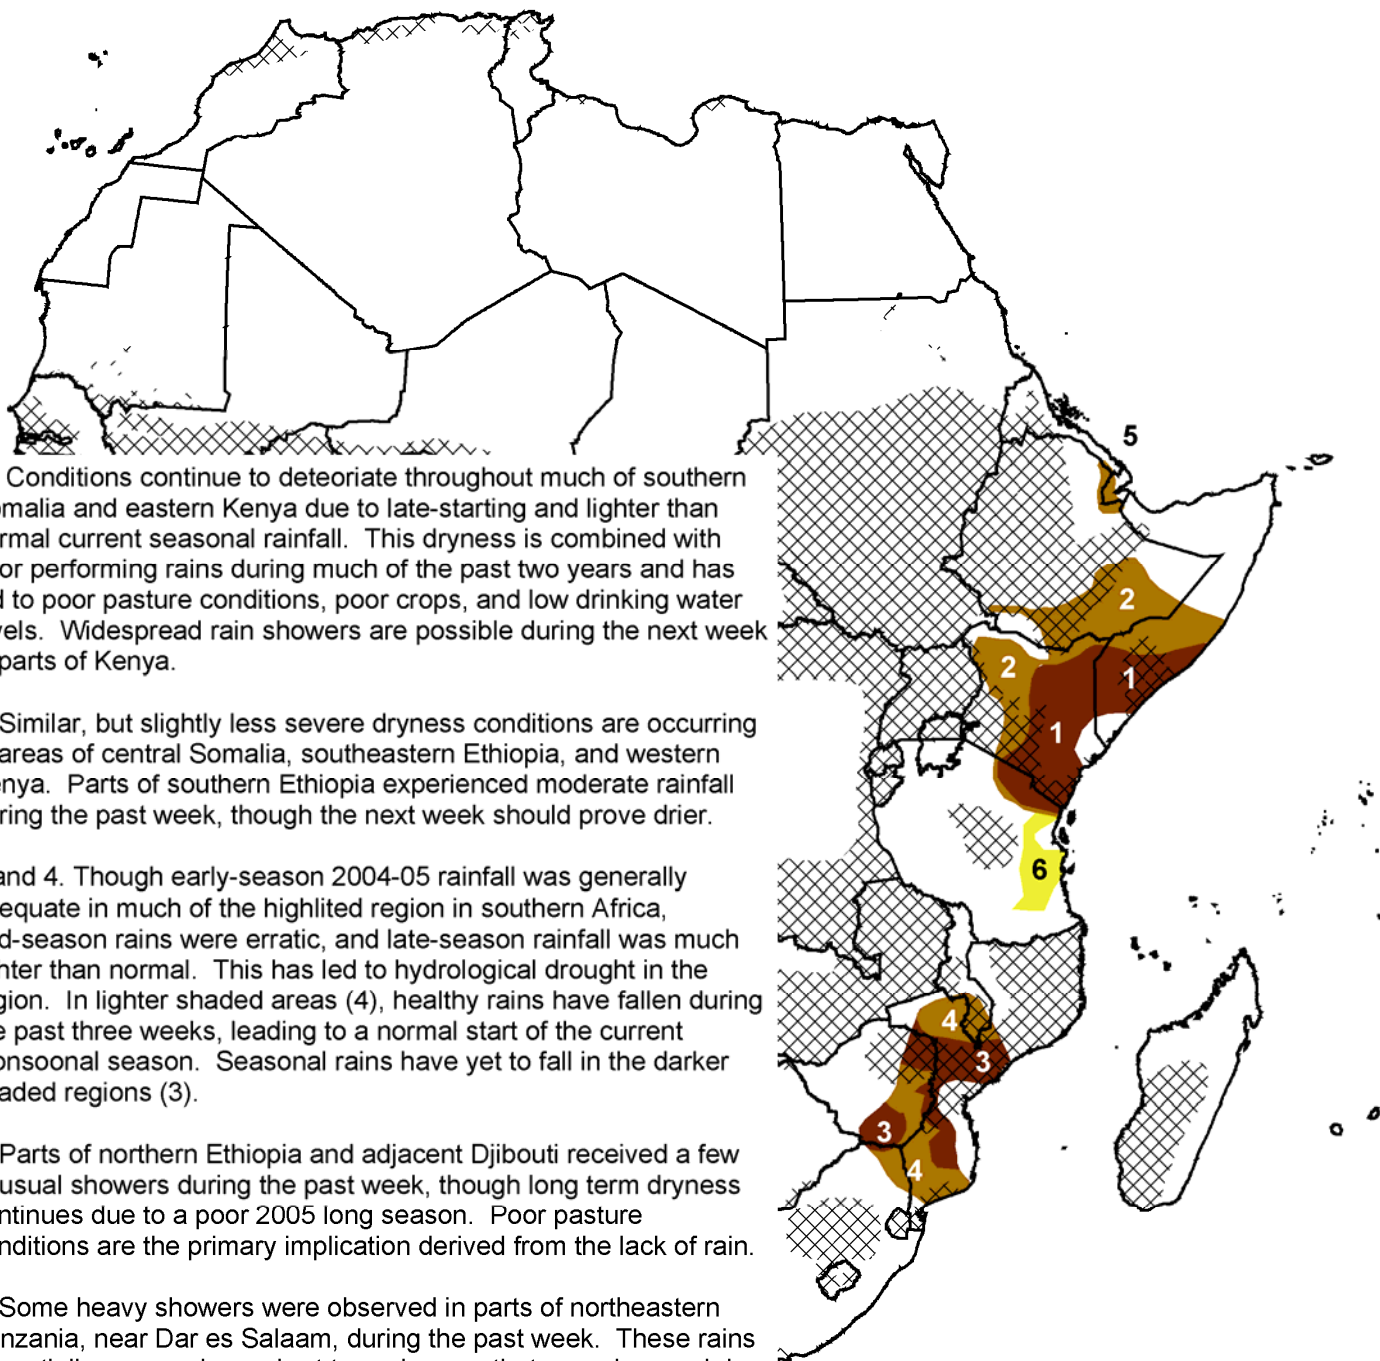 Conditions continue to deteoriate throughout much of southern
malia and eastern Kenya due to late-starting and lighter than
rmal current seasonal rainfall.  This dryness is combined with
or performing rains during much of the past two years and has
d to poor pasture conditions, poor crops, and low drinking water
vels.  Widespread rain showers are possible during the next week
parts of Kenya.
Similar, but slightly less severe dryness conditions are occurring
areas of central Somalia, southeastern Ethiopia, and western
nya.  Parts of southern Ethiopia experienced moderate rainfall
ring the past week, though the next week should prove drier.
and 4. Though early-season 2004-05 rainfall was generally
equate in much of the highlited region in southern Africa,
d-season rains were erratic, and late-season rainfall was much
hter than normal.  This has led to hydrological drought in the
gion.  In lighter shaded areas (4), healthy rains have fallen during
e past three weeks, leading to a normal start of the current
onsoonal season.  Seasonal rains have yet to fall in the darker
aded regions (3).
Parts of northern Ethiopia and adjacent Djibouti received a few
usual showers during the past week, though long term dryness
ntinues due to a poor 2005 long season.  Poor pasture
nditions are the primary implication derived from the lack of rain.
Some heavy showers were observed in parts of northeastern
nzania, near Dar es Salaam, during the past week.  These rains
5
2
2
1
1
6
4
3
3
4